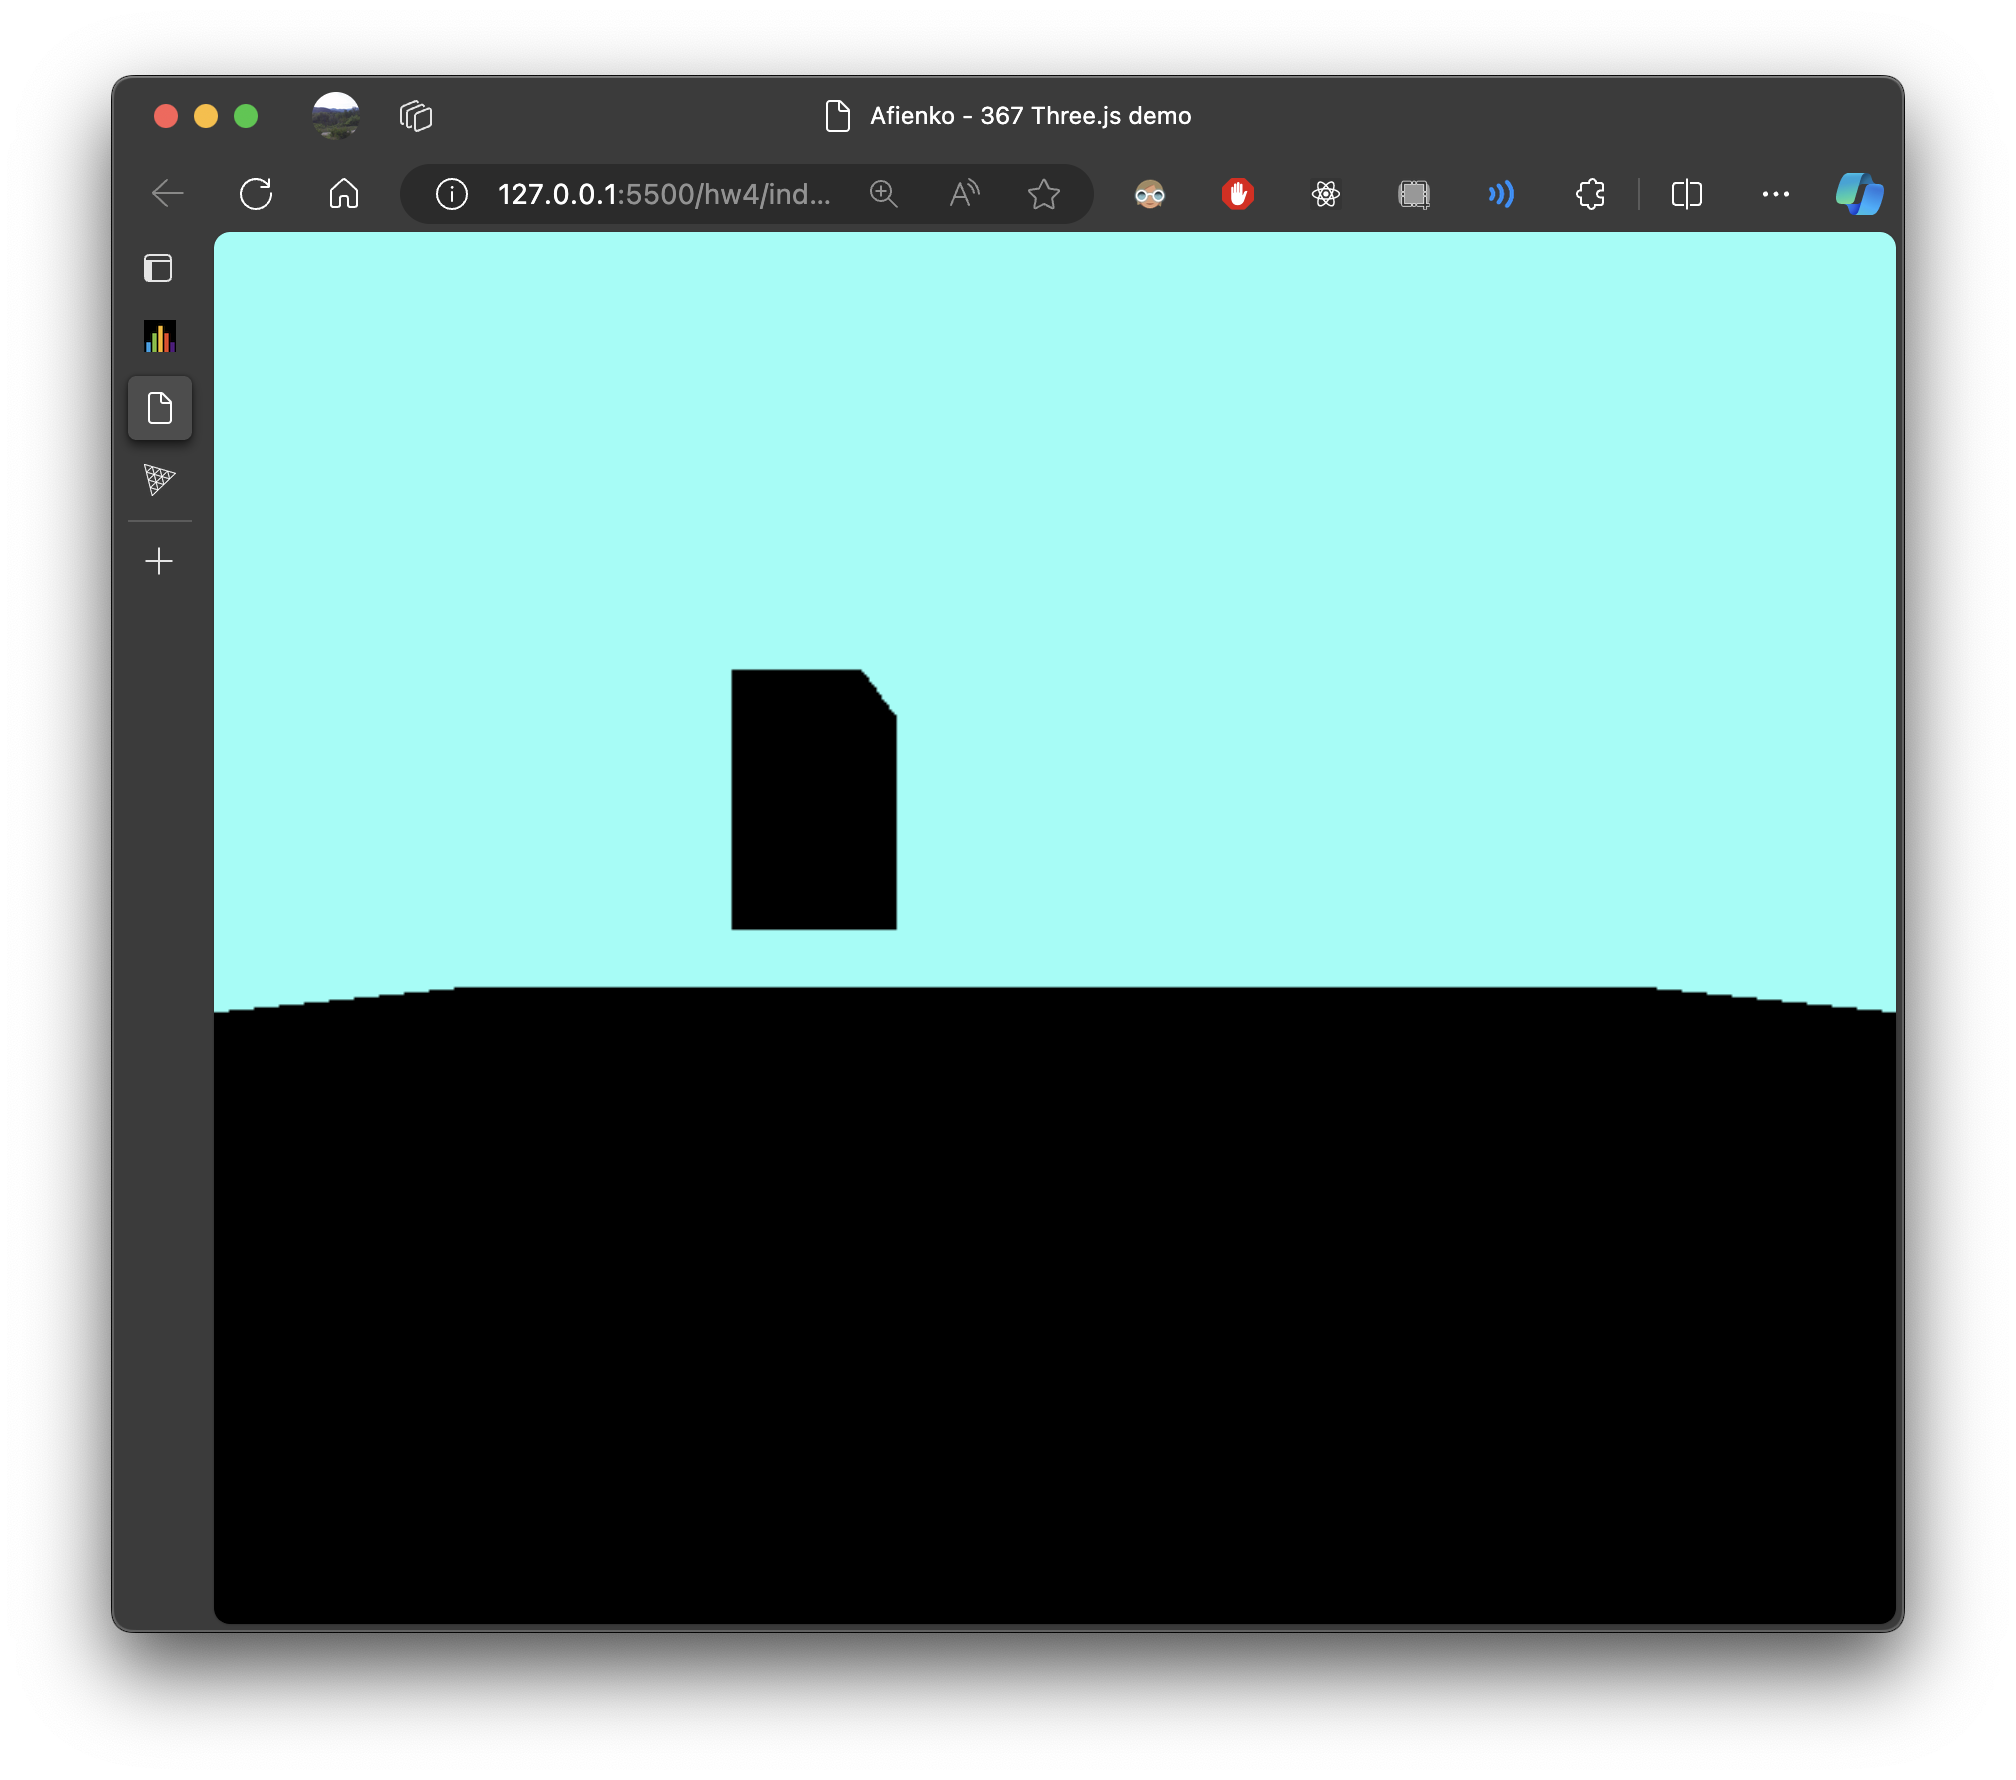 Afienko - 367 Three.js demo
127.0.0.1:5500/hw4/ind...